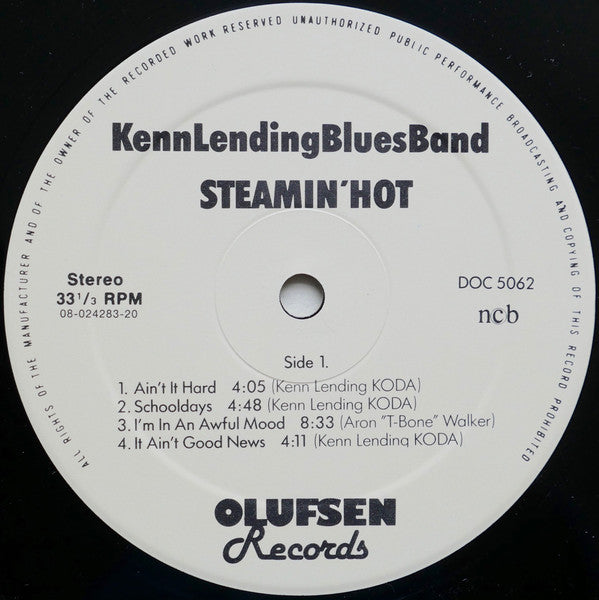 ALL RIGHTS OF THE MANUFACTURER AND OF THE OWNER OF THE RECORDED WORK RESERVED UNAUTHORIZED PUBLIC PERFORMANCE BROADCASTING AND COPYING OF THIS RECORD PROHIBITED
KennLendingBluesBand
STEAMIN'HOT
Stereo
33 1/3 RPM
08-024283-20
DOC 5062
ncb
Side 1.
1. Ain't It Hard 4:05 (Kenn Lending KODA)
2. Schooldays 4:48 (Kenn Lending KODA)
3. I'm In An Awful Mood 8:33 (Aron "T-Bone" Walker)
4. It Ain't Good News 4:11 (Kenn Lending KODA)
OLUFSEN
Records